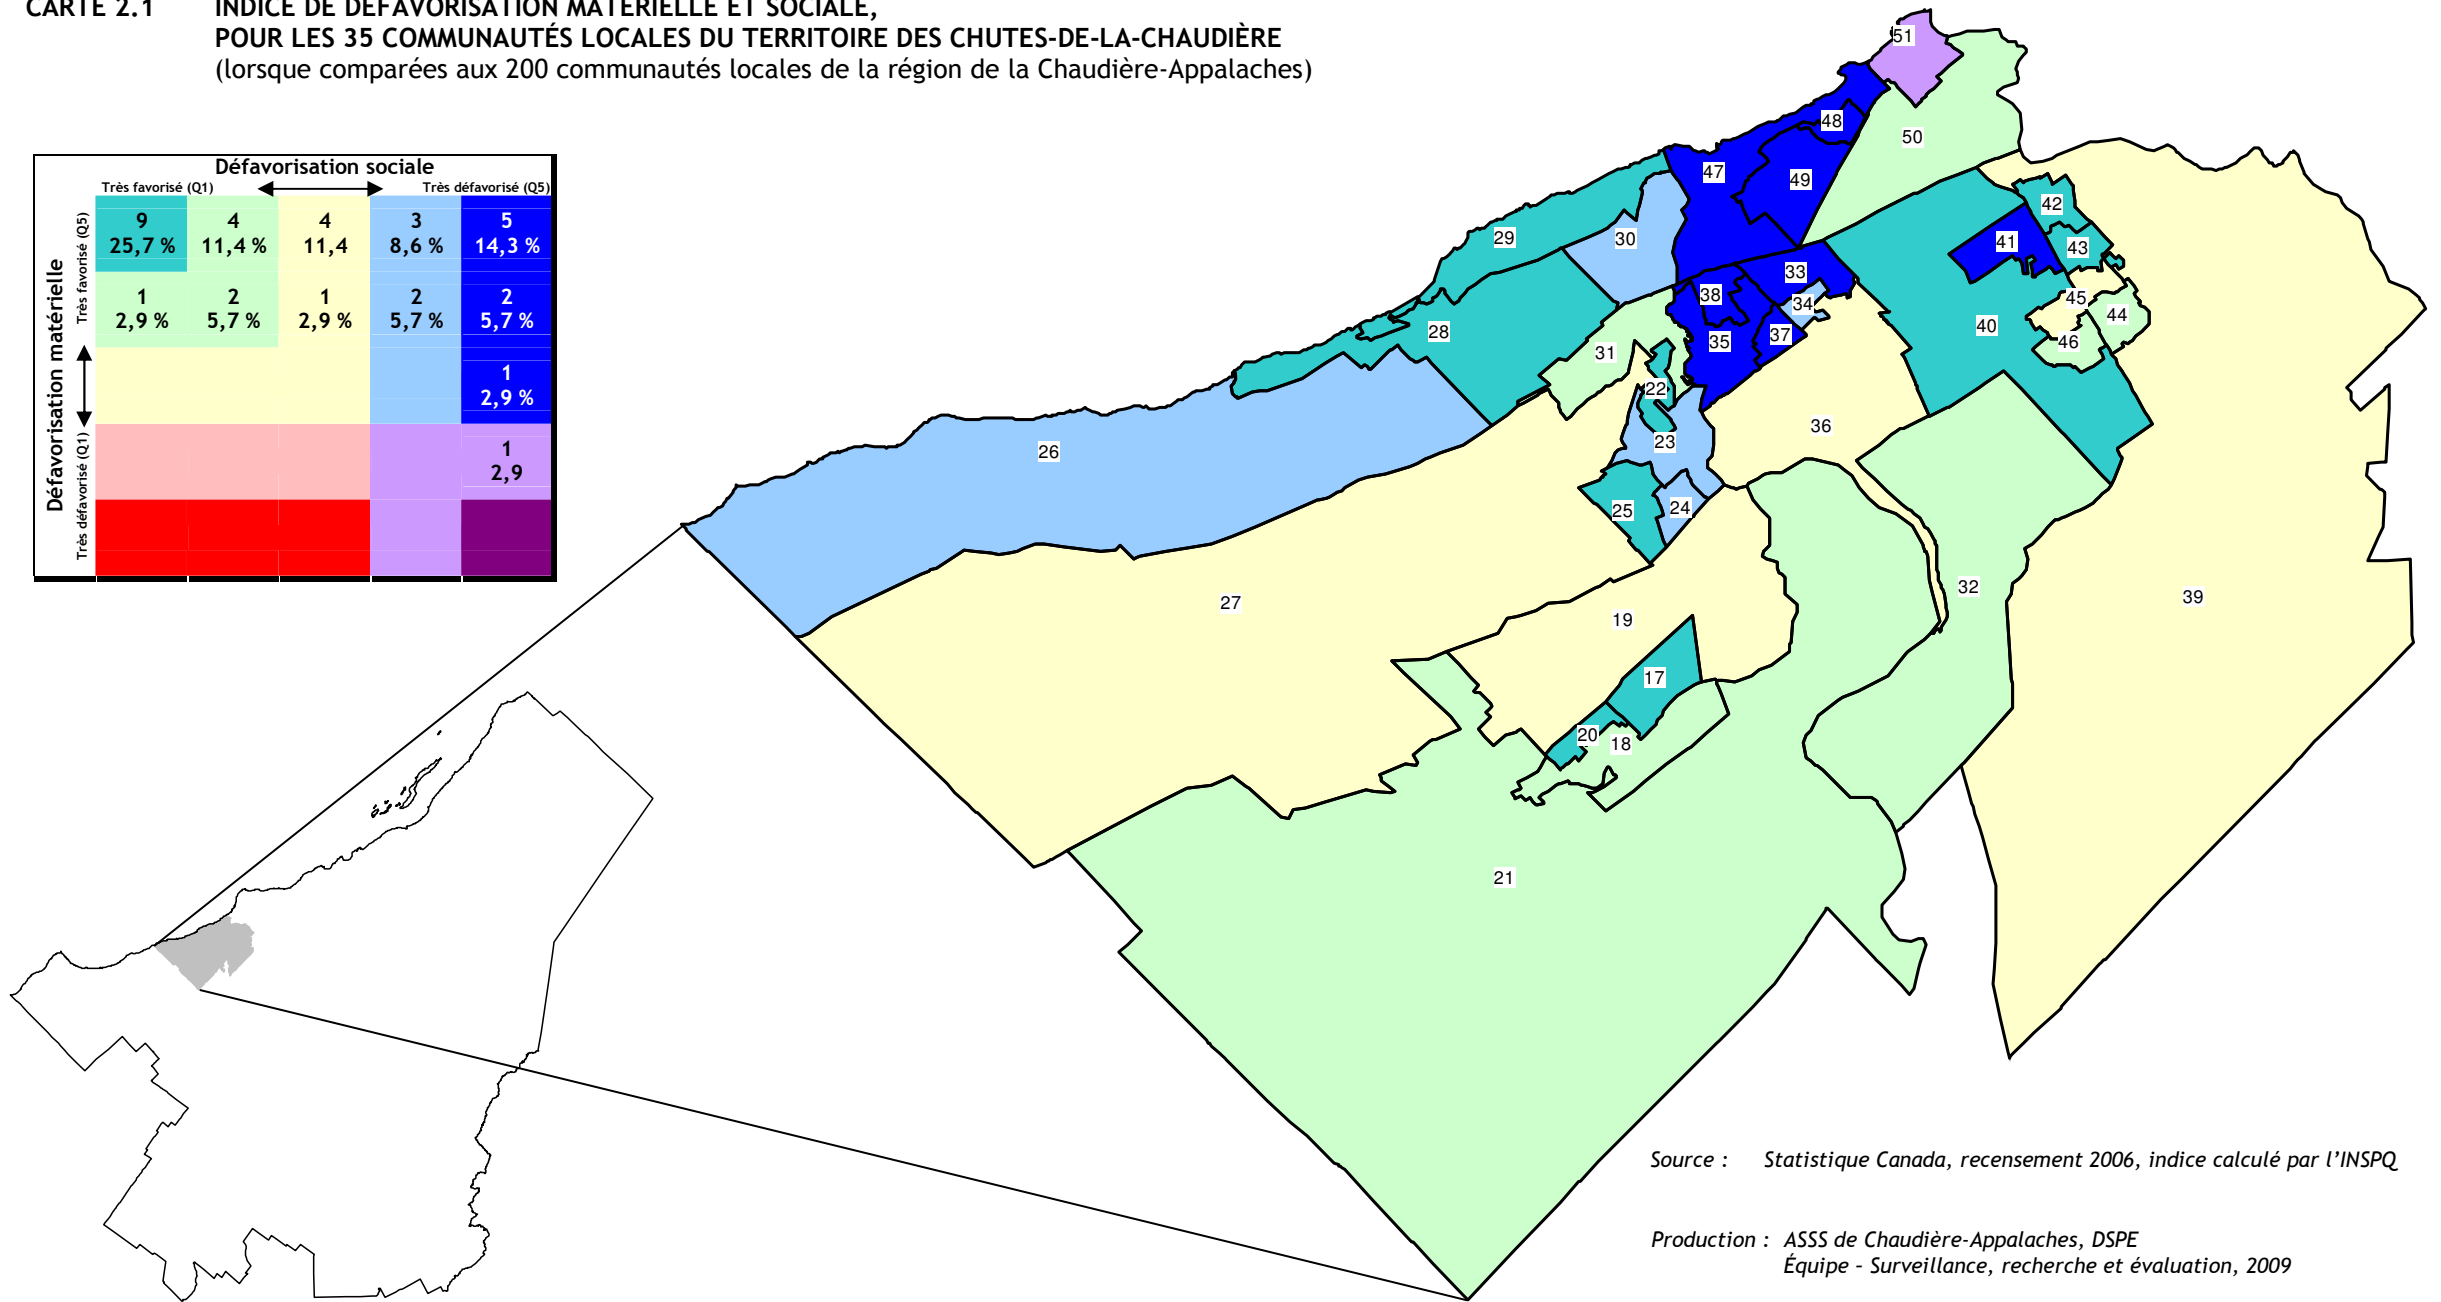 CARTE 2.1 INDICE DE DÉFAVORISATION MATÉRIELLE ET SOCIALE,
POUR LES 35 COMMUNAUTÉS LOCALES DU TERRITOIRE DES CHUTES-DE-LA-CHAUDIÈRE
(lorsque comparées aux 200 communautés locales de la région de la Chaudière-Appalaches)
Défavorisation sociale
Très favorisé (Q1) Très défavorisé (Q5)
Défavorisation matérielle
Très favorisé (Q5)
Très défavorisé (Q1)
9 4 4 3 5
25,7 % 11,4 % 11,4 8,6 % 14,3 %
1 2 1 2 2
2,9 % 5,7 % 2,9 % 5,7 % 5,7 %
1
2,9 %
1
2,9
51
50
48
47
49
42
41
43
29
30
33
38
34
45
44
40
28
35
37
46
31
22
36
26
23
25
24
32
27
39
19
17
20
18
21
Source : Statistique Canada, recensement 2006, indice calculé par l'INSPQ
Production : ASSS de Chaudière-Appalaches, DSPE
Équipe - Surveillance, recherche et évaluation, 2009